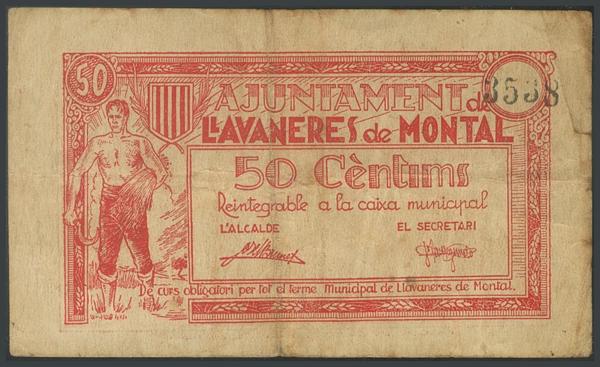 50
AJUNTAMENT de
3538
LLAVANERES de MONTAL
50 Cèntims
Reintegrable a la caixa municipal
L'ALCALDE EL SECRETARI
De curs obligatori per tot el terme Municipal de Llavaneres de Montal.